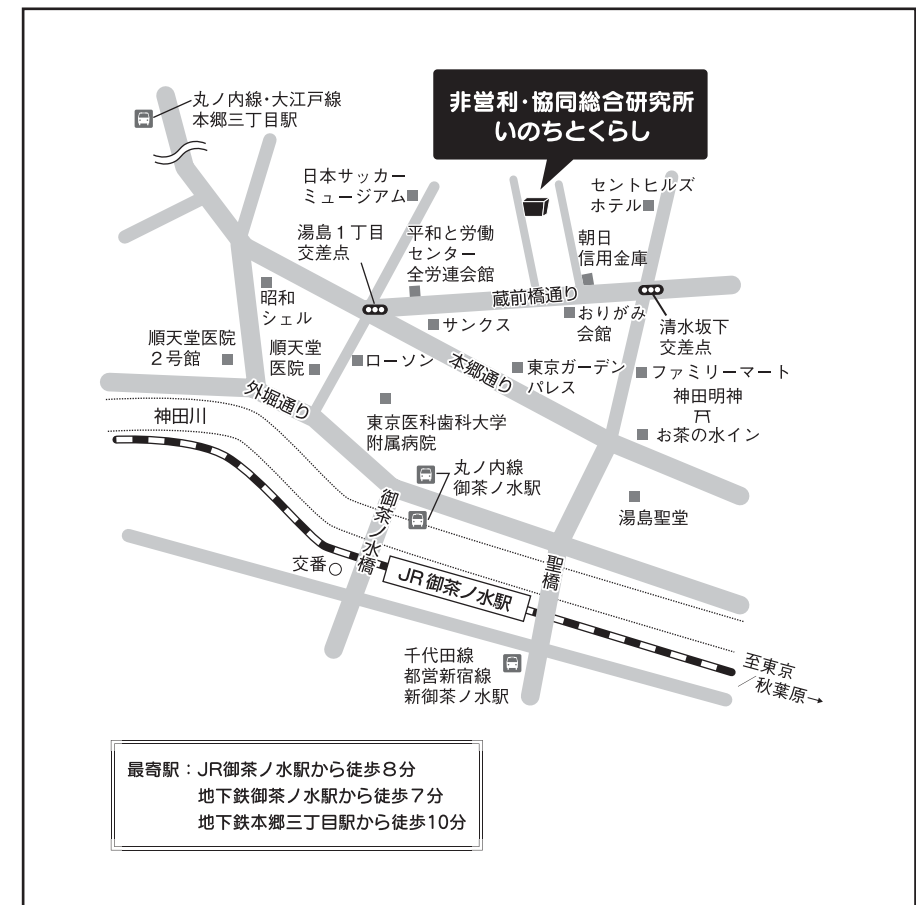 丸ノ内線・大江戸線
本郷三丁目駅
非営利・協同総合研究所
いのちとくらし
日本サッカー
ミュージアム
セントヒルズ
ホテル
湯島１丁目
交差点
平和と労働
センター
全労連会館
朝日
信用金庫
昭和
シェル
蔵前橋通り
サンクス
おりがみ
会館
清水坂下
交差点
順天堂医院
２号館
順天堂
医院
ローソン
本郷通り
東京ガーデン
パレス
ファミリーマート
神田明神
お茶の水イン
外堀通り
神田川
東京医科歯科大学
附属病院
丸ノ内線
御茶ノ水駅
湯島聖堂
御茶ノ水橋
聖橋
交番
JR御茶ノ水駅
千代田線
都営新宿線
新御茶ノ水駅
至東京
秋葉原→
最寄駅：JR御茶ノ水駅から徒歩８分
地下鉄御茶ノ水駅から徒歩７分
地下鉄本郷三丁目駅から徒歩10分